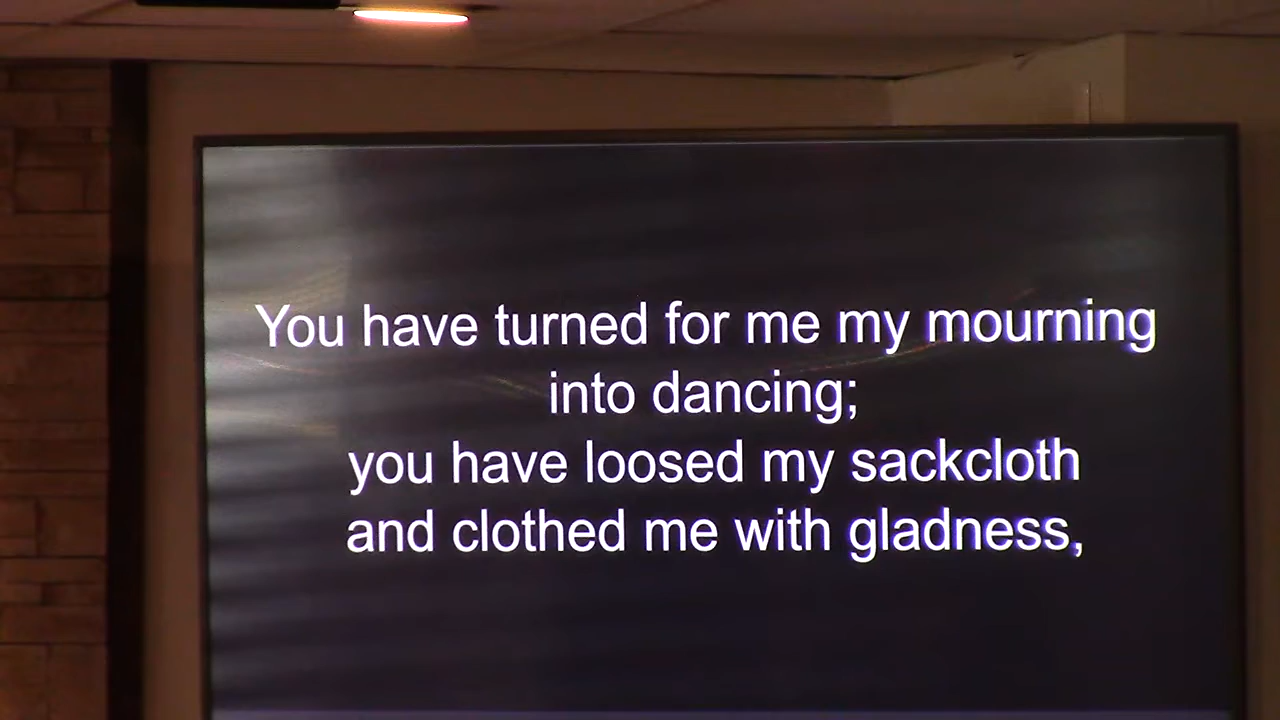 You have turned for me my mourning
into dancing;
you have loosed my sackcloth
and clothed me with gladness,